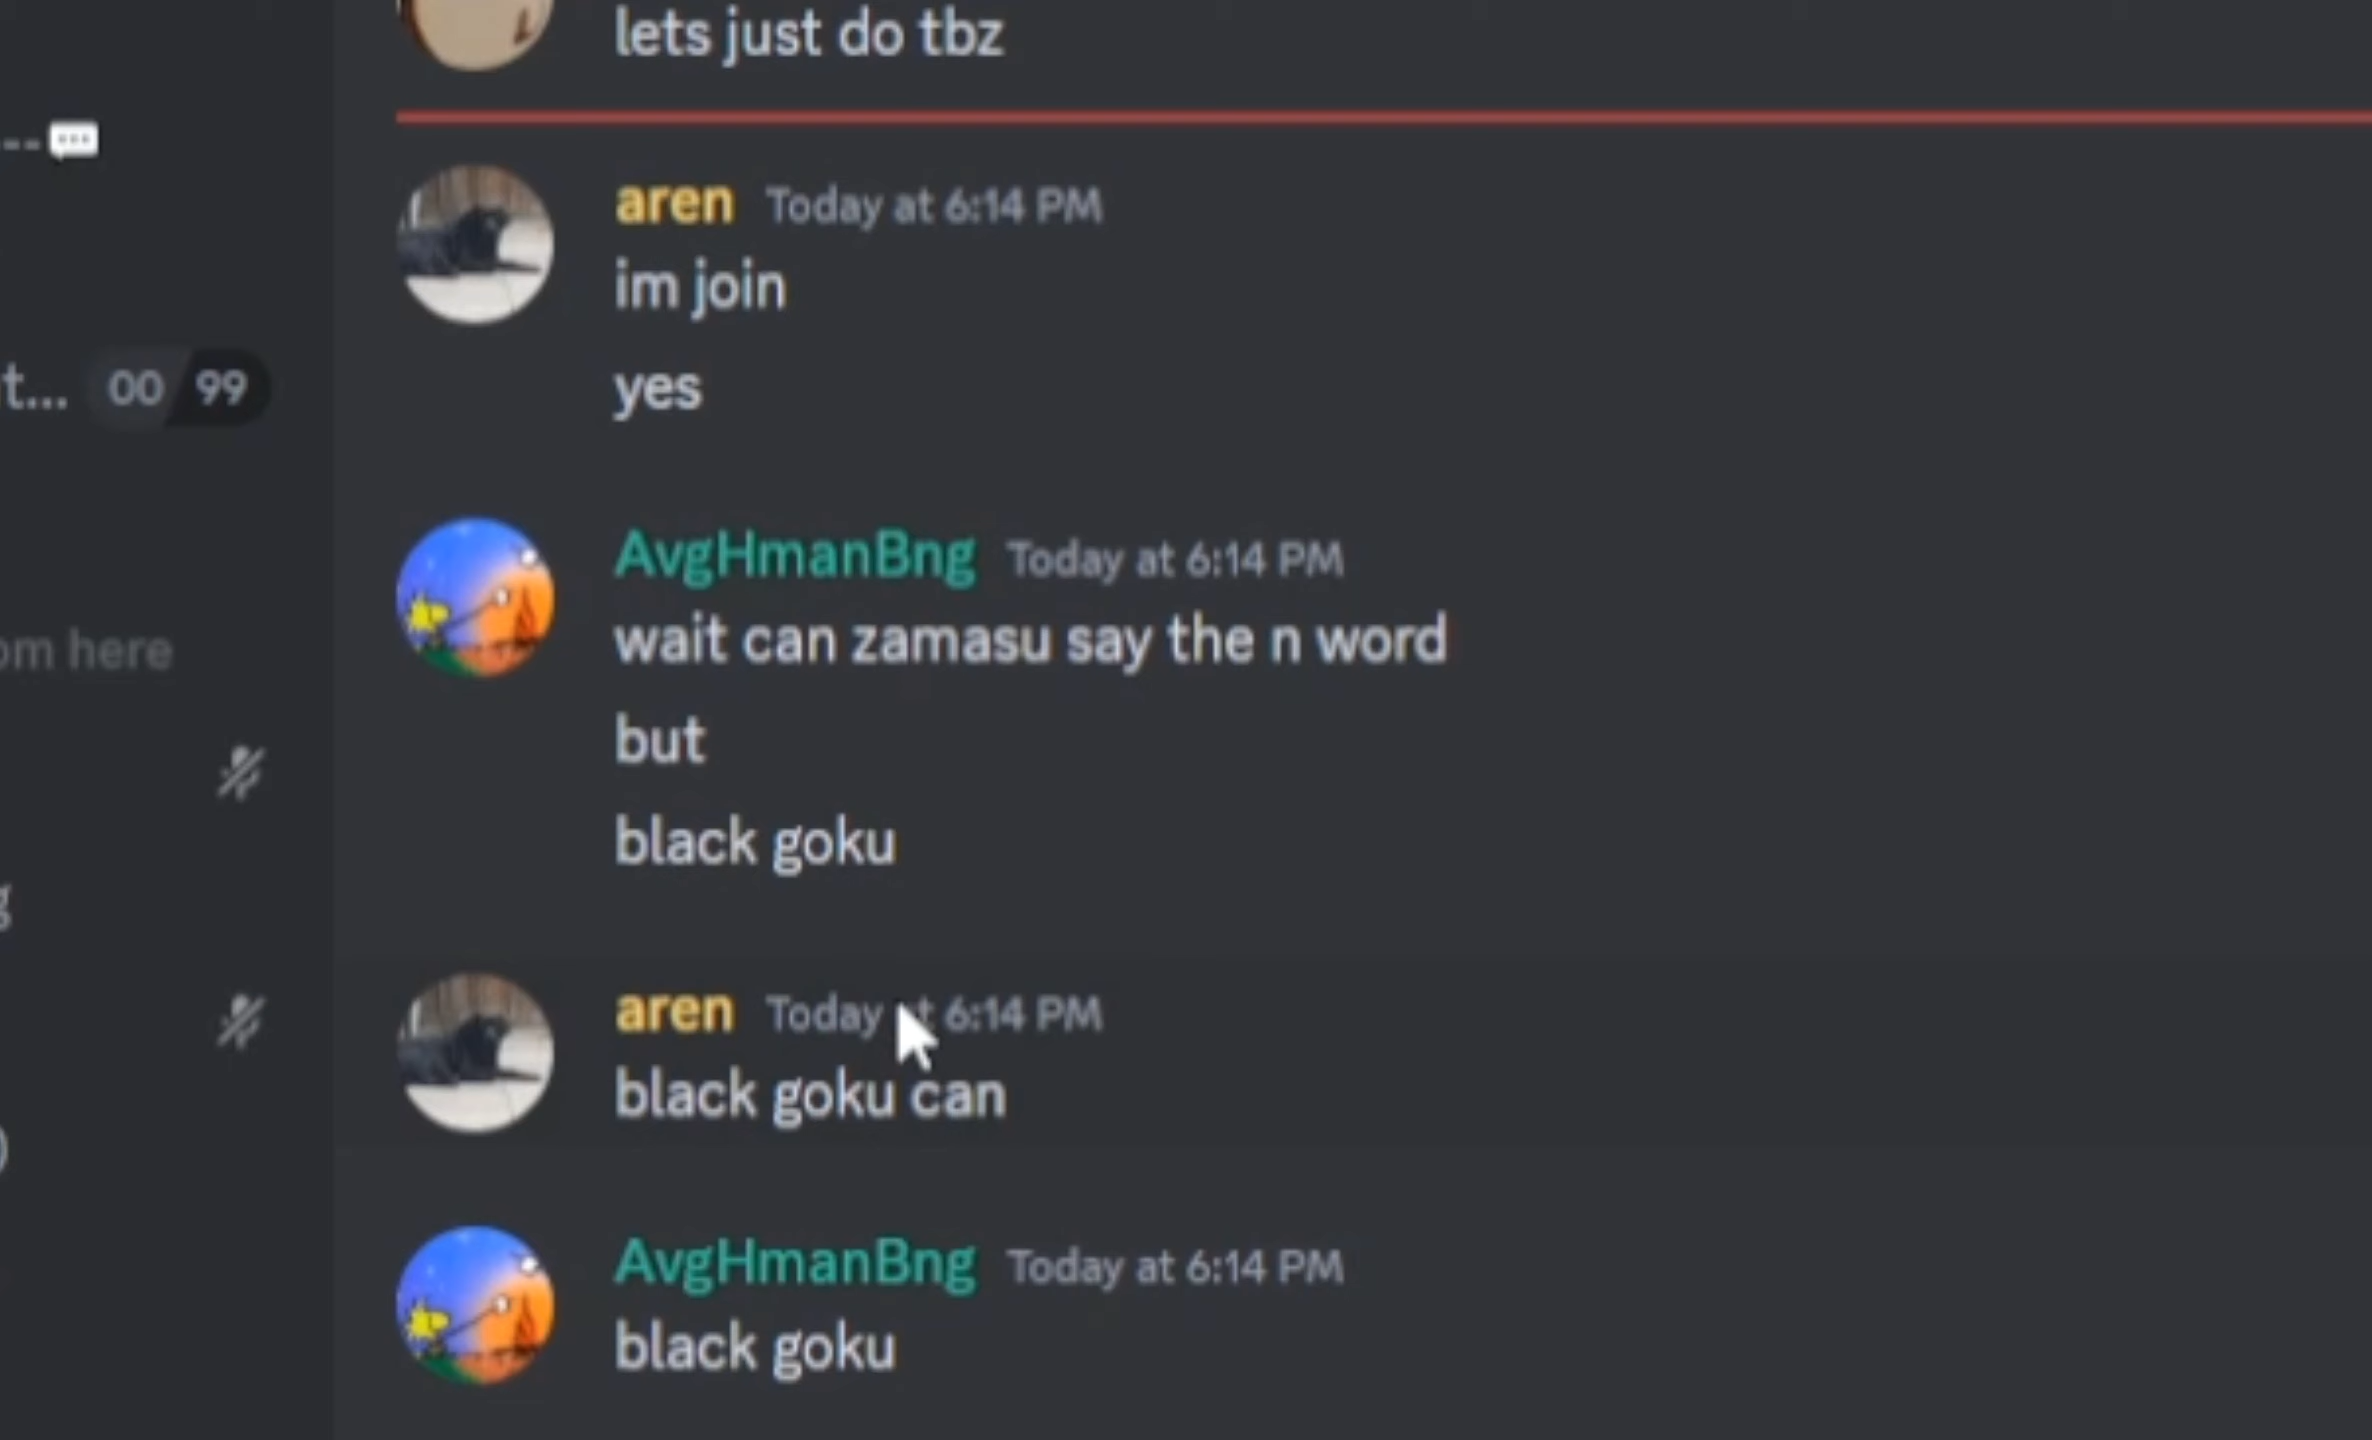 lets just do tbz
--
aren Today at 6:14 PM
im join
t... 00 99
yes
AvgHmanBng Today at 6:14 PM
wait can zamasu say the n word
om here
but
black goku
g
aren Today at 6:14 PM
black goku can
)
AvgHmanBng Today at 6:14 PM
black goku